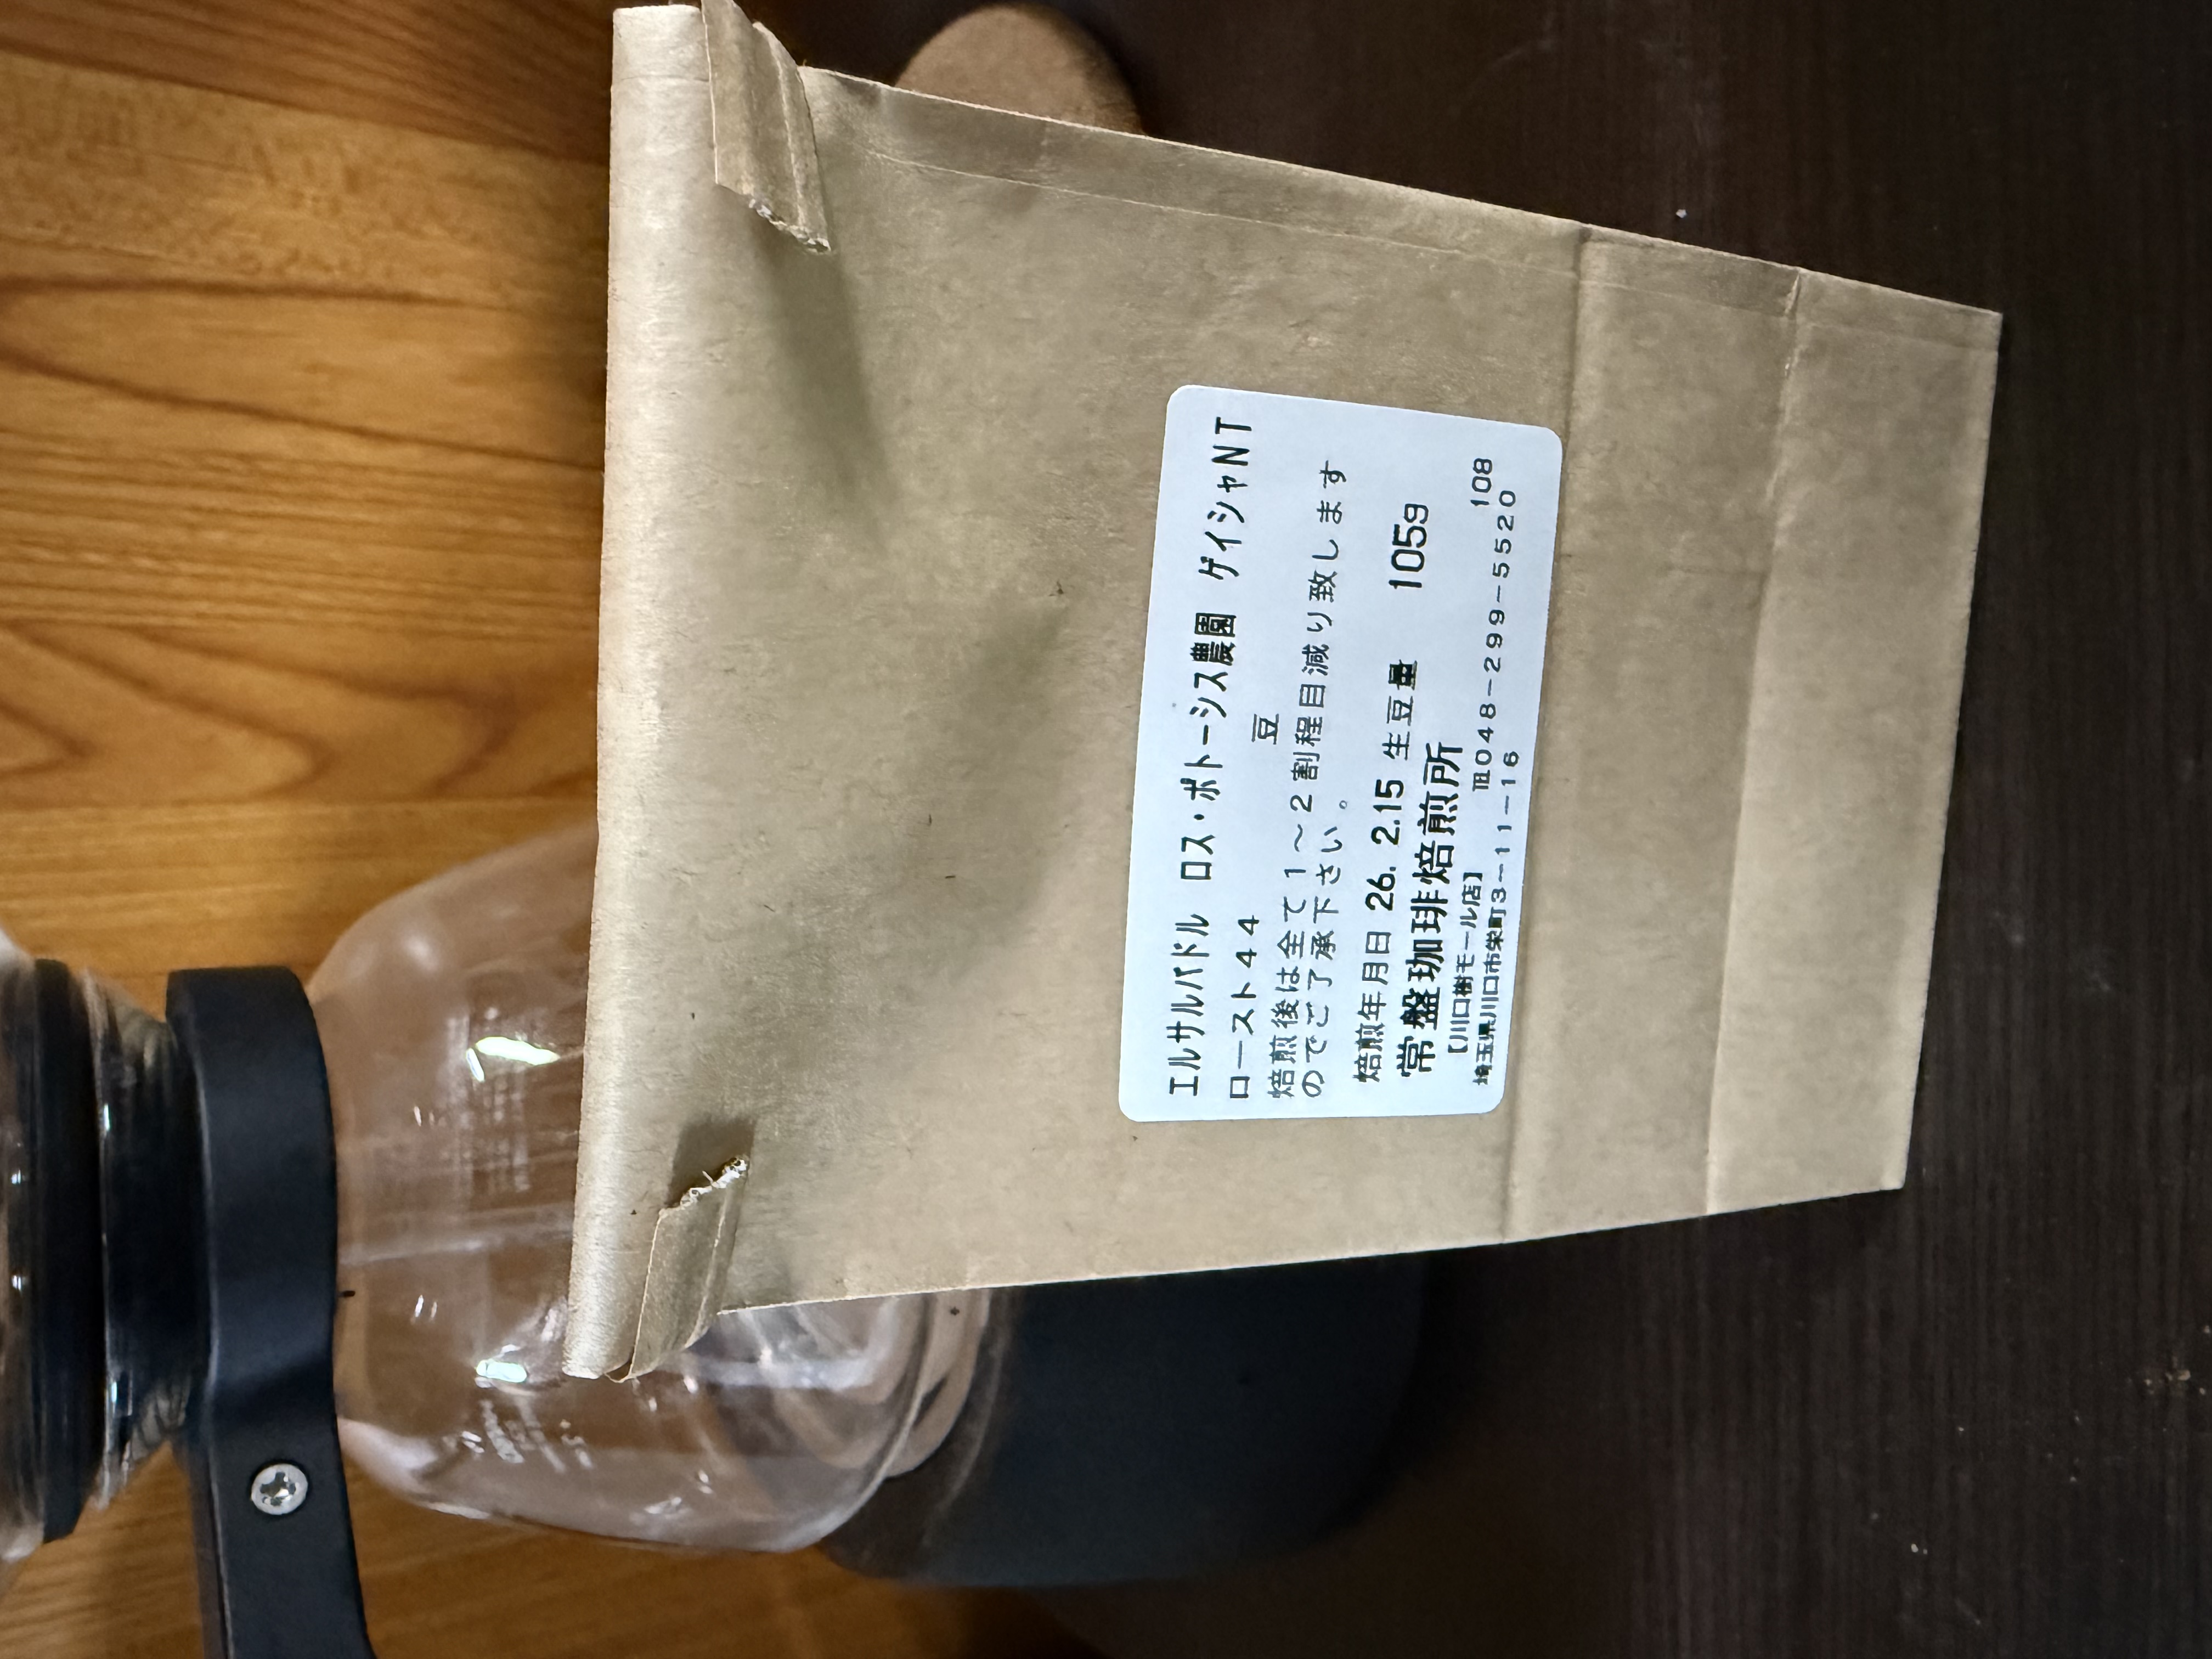 エルサルバドル ロス・ポトーシス農園 ゲイシャNT
ロースト44 豆
焙煎後は全て1~2割程目減り致します
のでご了承下さい。
焙煎年月日 26. 2.15 生豆量 105g
常盤珈琲焙煎所
【川口樹モール店】 ℡048-299-5520 108
埼玉県川口市栄町3-11-16